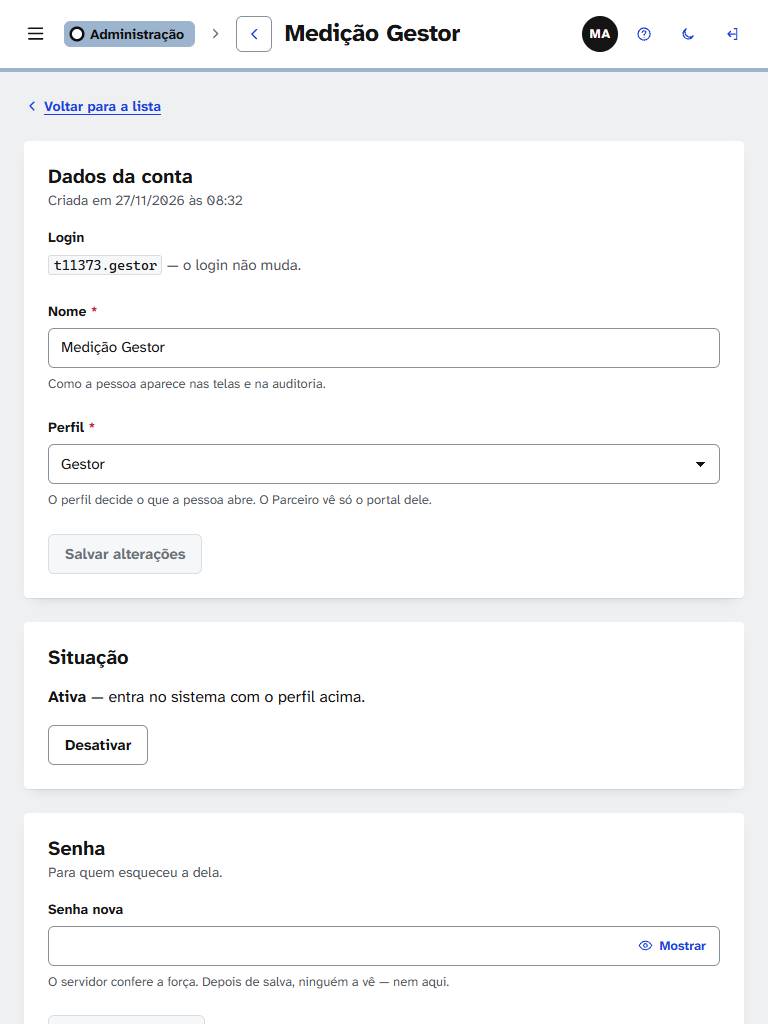 Administração
Medição Gestor
MA
Voltar para a lista
Dados da conta
Criada em 27/11/2026 às 08:32
Login
t11373.gestor — o login não muda.
Nome *
Medição Gestor
Como a pessoa aparece nas telas e na auditoria.
Perfil *
Gestor
O perfil decide o que a pessoa abre. O Parceiro vê só o portal dele.
Salvar alterações
Situação
Ativa — entra no sistema com o perfil acima.
Desativar
Senha
Para quem esqueceu a dela.
Senha nova
Mostrar
O servidor confere a força. Depois de salva, ninguém a vê — nem aqui.